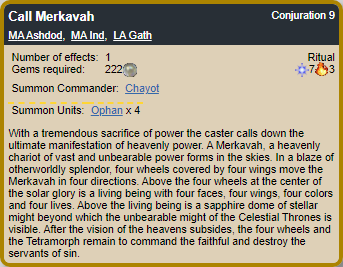 Call Merkavah Conjuration 9
MA Ashdod, MA Ind, LA Gath
Number of effects: 1 Ritual
Gems required: 222 7 3
Summon Commander: Chayot
Summon Units: Ophan x 4
With a tremendous sacrifice of power the caster calls down the
ultimate manifestation of heavenly power. A Merkavah, a heavenly
chariot of vast and unbearable power forms in the skies. In a blaze of
otherworldly splendor, four wheels covered by four wings move the
Merkavah in four directions. Above the four wheels at the center of
the solar glory is a living being with four faces, four wings, four colors
and four lives. Above the living being is a sapphire dome of stellar
might beyond which the unbearable might of the Celestial Thrones is
visible. After the vision of the heavens subsides, the four wheels and
the Tetramorph remain to command the faithful and destroy the
servants of sin.